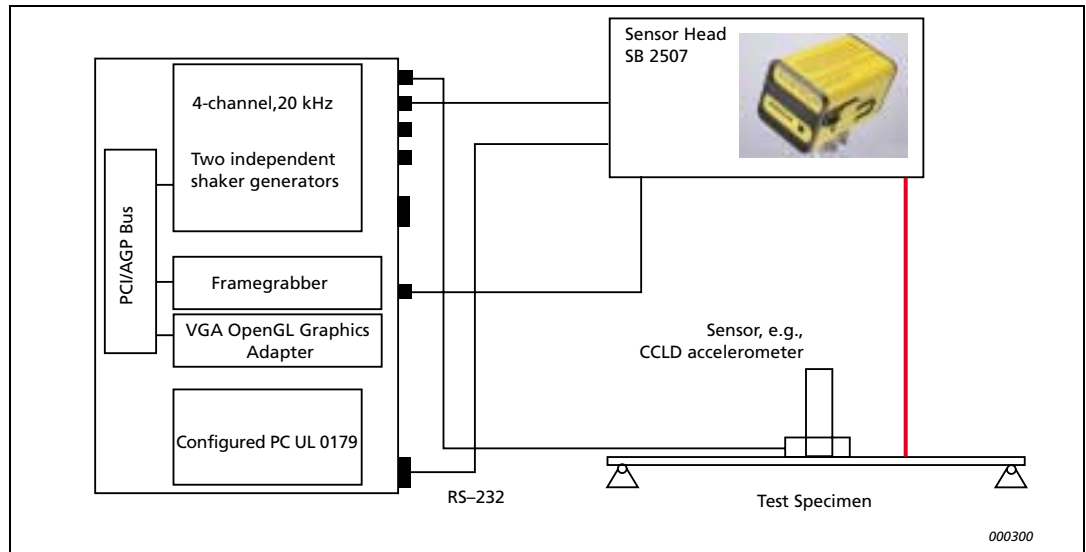 Sensor Head
SB 2507
4-channel,20 kHz
Two independent
shaker generators
PCI/AGP Bus
Framegrabber
VGA OpenGL Graphics
Adapter
Sensor, e.g.,
CCLD accelerometer
Configured PC UL 0179
RS–232
Test Specimen
000300